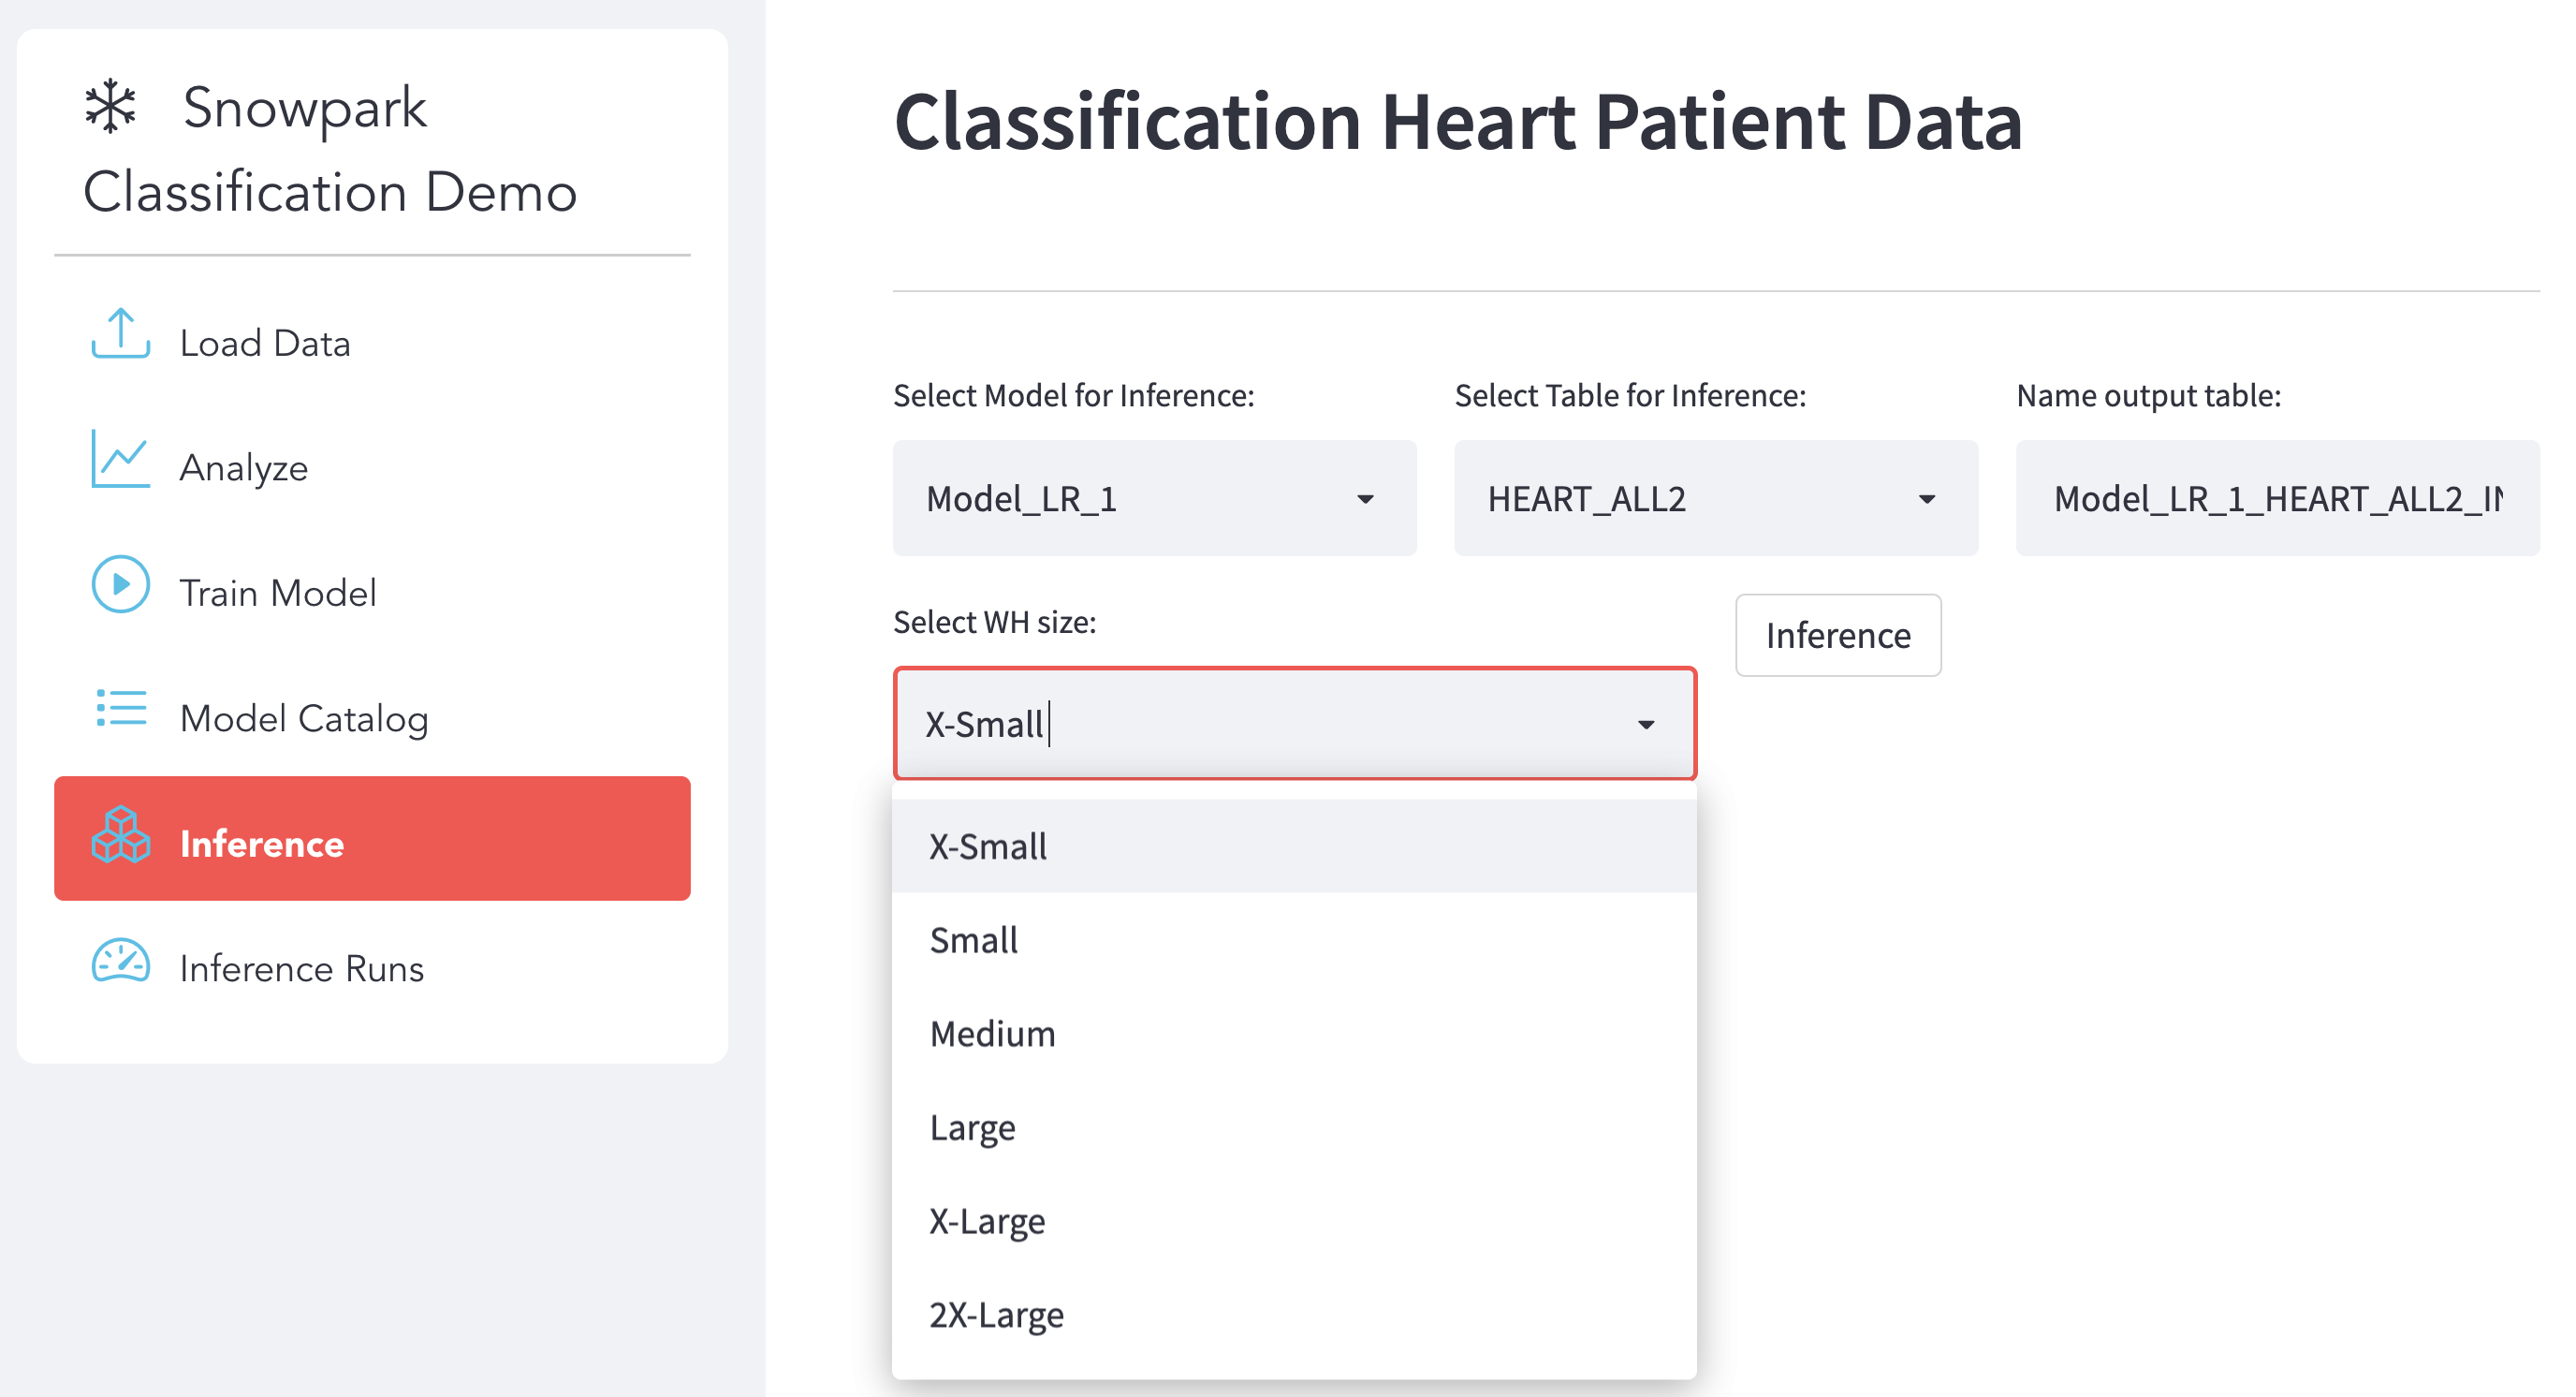 Snowpark
Classification Demo
Load Data
Analyze
Train Model
Model Catalog
Inference
Inference Runs
Classification Heart Patient Data
Select Model for Inference:
Select Table for Inference:
Name output table:
Model_LR_1
HEART_ALL2
Model_LR_1_HEART_ALL2_IN
Select WH size:
Inference
X-Small
X-Small
Small
Medium
Large
X-Large
2X-Large